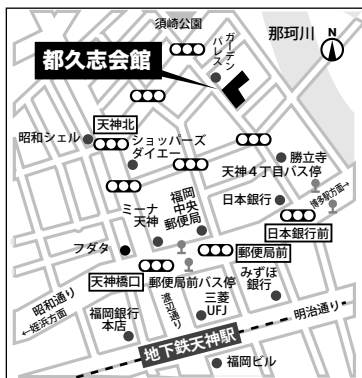 須崎公園
ガーデン
パレス
那珂川
N
都久志会館
天神北
昭和シェル
ショッパーズ
ダイエー
勝立寺
天神4丁目バス停
日本銀行
博多駅方面→
福岡
中央
郵便局
ミーナ
天神
日本銀行前
フタタ
郵便局前
天神橋口
郵便局前バス停
みずほ
銀行
昭和通り
←姪浜方面
渡辺通り
三菱
UFJ
福岡銀行
本店
明治通り
地下鉄天神駅
福岡ビル